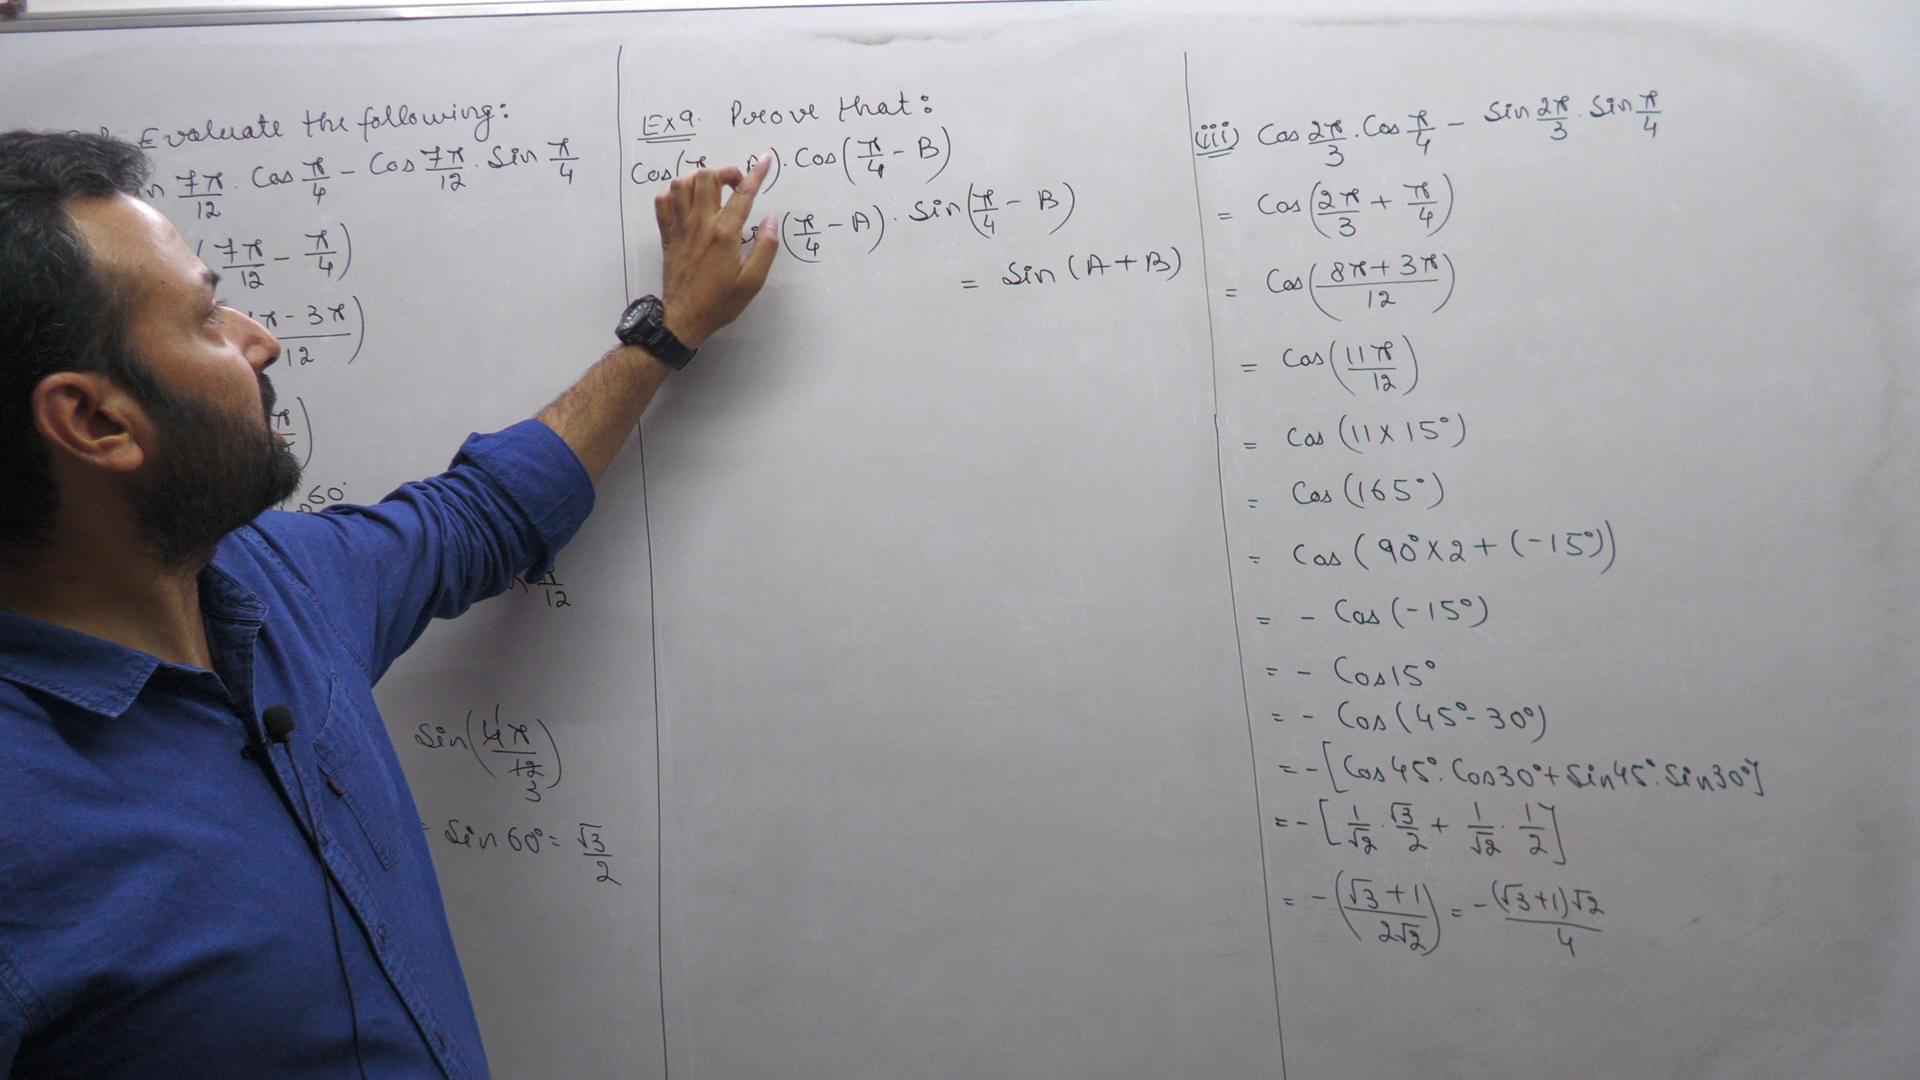 Evaluate the following:
7π/12 . Cos π/4 - Cos 7π/12 . Sin π/4
(7π/12 - π/4)
π - 3π)/12
60°
π/12
Sin(4π/12) 1 3
Sin 60° = √3/2
Ex 9. Prove that:
Cos(π A) . Cos(π/4 - B)
(π/4 - A) . Sin(π/4 - B)
= Sin (A + B)
(iii) Cos 2π/3 . Cos π/4 - Sin 2π/3 . Sin π/4
= Cos(2π/3 + π/4)
= Cos((8π + 3π)/12)
= Cos(11π/12)
= Cos (11 × 15°)
= Cos (165°)
= Cos (90° × 2 + (-15°))
= - Cos (-15°)
= - Cos 15°
= - Cos (45° - 30°)
= - [Cos 45° . Cos 30° + Sin 45° . Sin 30°]
= - [1/√2 . √3/2 + 1/√2 . 1/2]
= - ((√3 + 1)/2√2) = -(√3 + 1)√2/4